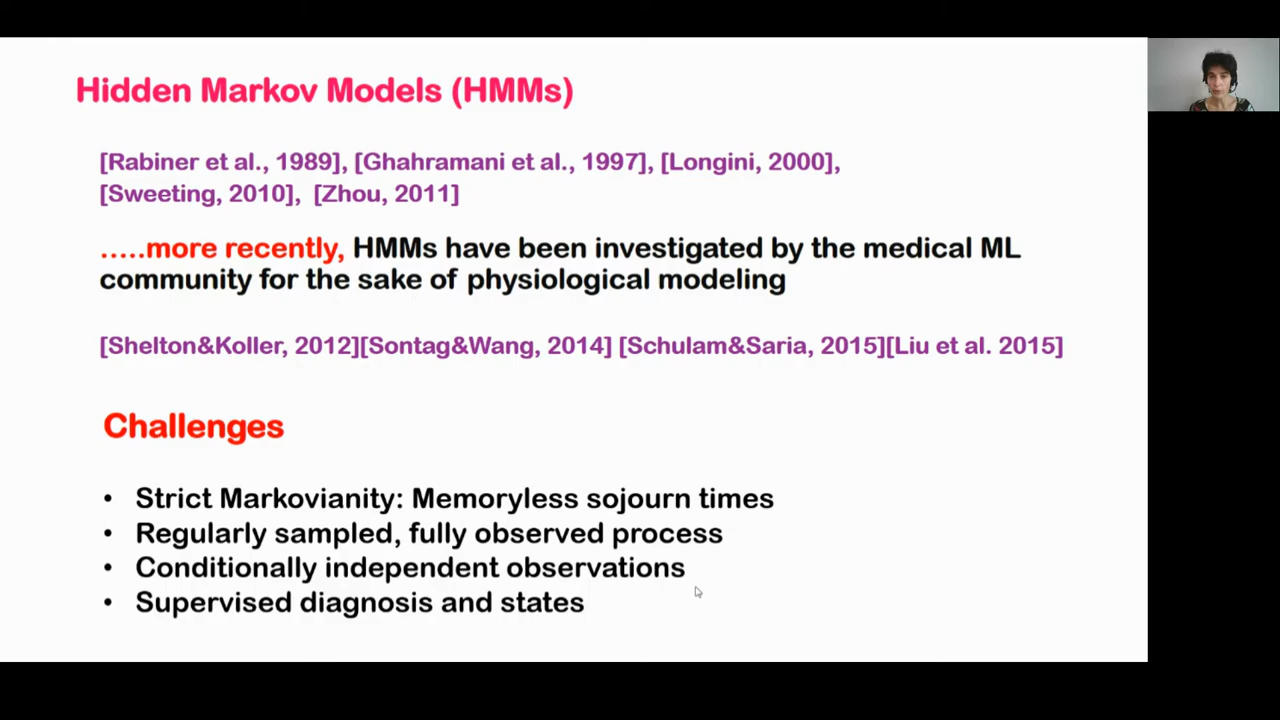 Hidden Markov Models (HMMs)
[Rabiner et al., 1989], [Ghahramani et al., 1997], [Longini, 2000],
[Sweeting, 2010], [Zhou, 2011]
.....more recently, HMMs have been investigated by the medical ML
community for the sake of physiological modeling
[Shelton&Koller, 2012][Sontag&Wang, 2014] [Schulam&Saria, 2015][Liu et al. 2015]
Challenges
• Strict Markovianity: Memoryless sojourn times
• Regularly sampled, fully observed process
• Conditionally independent observations
• Supervised diagnosis and states